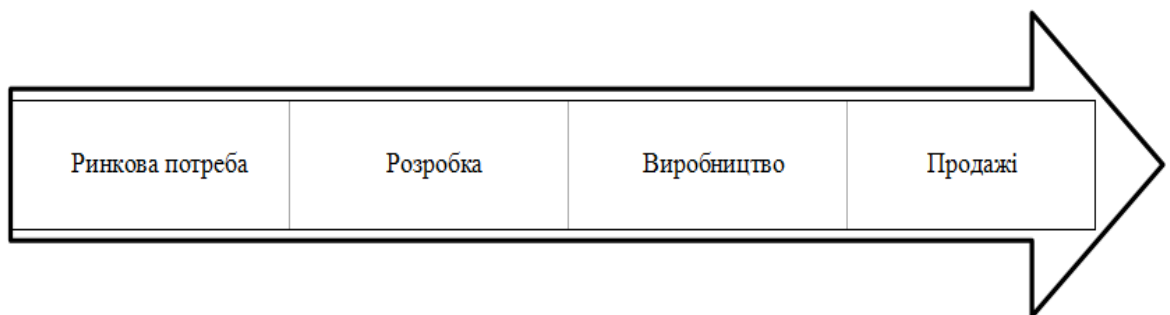 Ринкова потреба
Розробка
Виробництво
Продажі